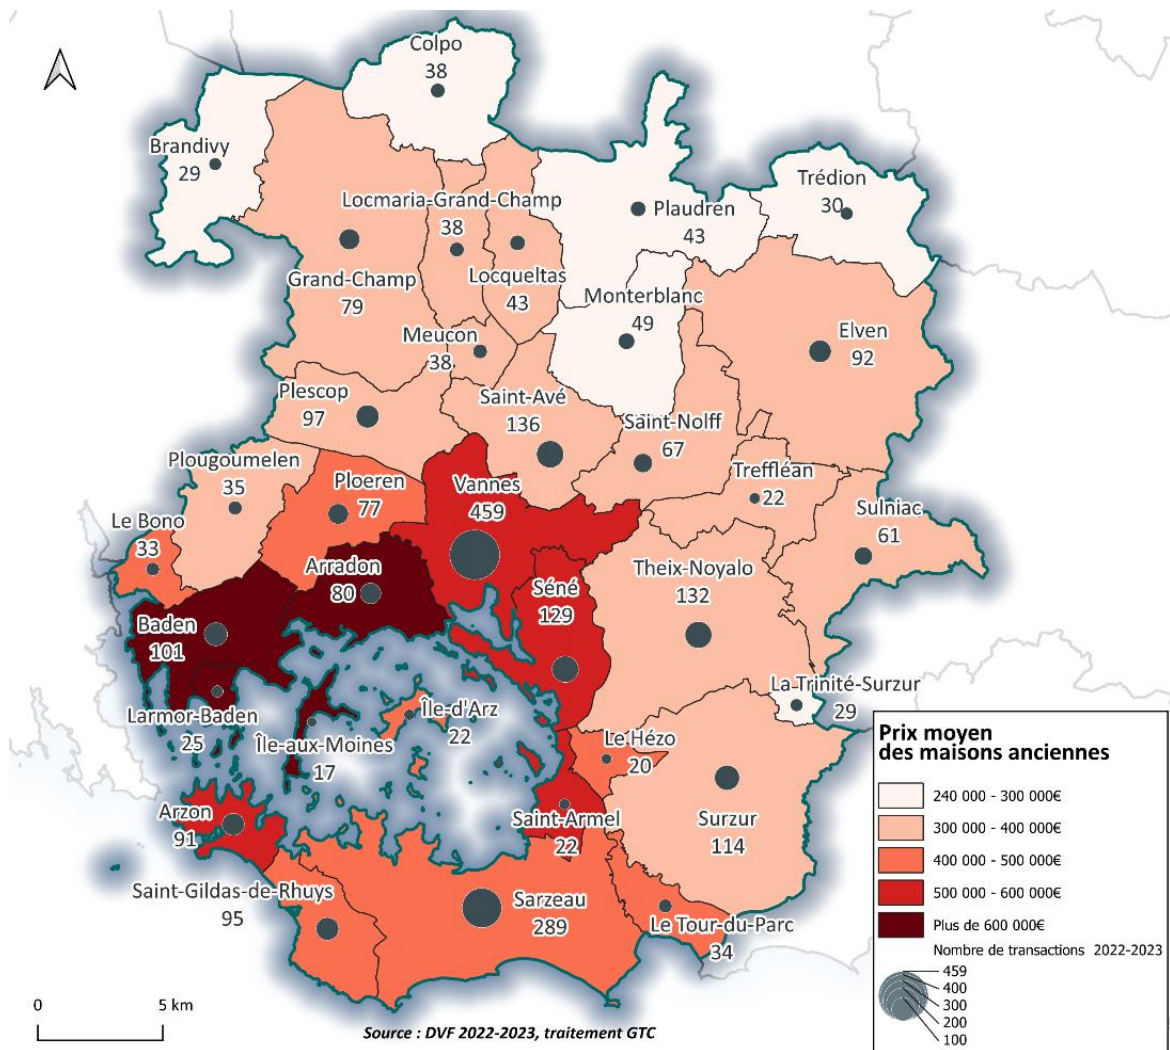 Colpo
38
Brandivy
29
Trédion
30
Locmaria-Grand-Champ
38
Plaudren
43
Locqueltas
43
Grand-Champ
79
Monterblanc
49
Elven
92
Meucon
38
Saint-Avé
136
Plescop
97
Saint-Nolff
67
Plougoumelen
35
Ploeren
77
Vannes
459
Treffléan
22
Sulniac
61
Le Bono
33
Arradon
80
Séné
129
Theix-Noyalo
132
Baden
101
La Trinité-Surzur
29
Larmor-Baden
25
Île-aux-Moines
17
Île-d'Arz
22
Le Hézo
20
Arzon
91
Saint-Armel
22
Surzur
114
Saint-Gildas-de-Rhuys
95
Sarzeau
289
Le Tour-du-Parc
34
Prix moyen
des maisons anciennes
240 000 - 300 000€
300 000 - 400 000€
400 000 - 500 000€
500 000 - 600 000€
Plus de 600 000€
Nombre de transactions 2022-2023
459
400
300
200
100
0 5 km
Source : DVF 2022-2023, traitement GTC